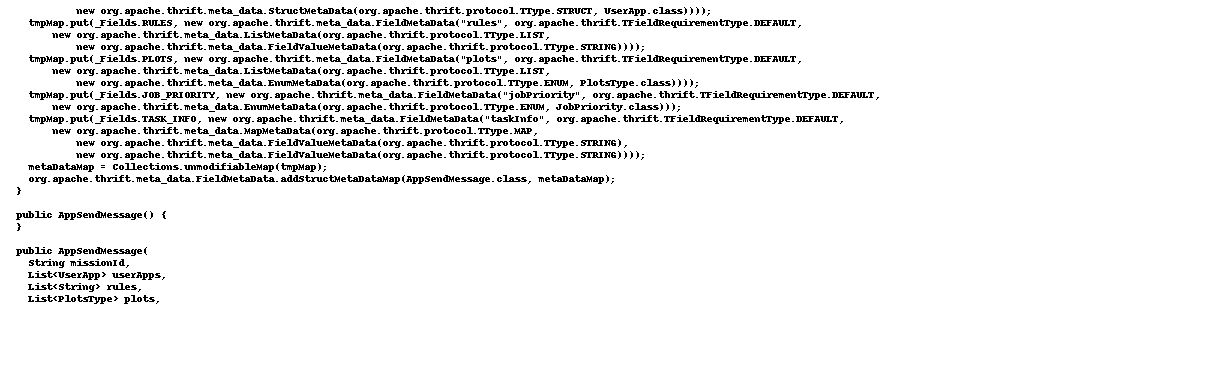 new org.apache.thrift.meta_data.StructMetaData(org.apache.thrift.protocol.TType.STRUCT, UserApp.class))));
tmpMap.put(_Fields.RULES, new org.apache.thrift.meta_data.FieldMetaData("rules", org.apache.thrift.TFieldRequirementType.DEFAULT,
new org.apache.thrift.meta_data.ListMetaData(org.apache.thrift.protocol.TType.LIST,
new org.apache.thrift.meta_data.FieldValueMetaData(org.apache.thrift.protocol.TType.STRING))));
tmpMap.put(_Fields.PLOTS, new org.apache.thrift.meta_data.FieldMetaData("plots", org.apache.thrift.TFieldRequirementType.DEFAULT,
new org.apache.thrift.meta_data.ListMetaData(org.apache.thrift.protocol.TType.LIST,
new org.apache.thrift.meta_data.EnumMetaData(org.apache.thrift.protocol.TType.ENUM, PlotsType.class))));
tmpMap.put(_Fields.JOB_PRIORITY, new org.apache.thrift.meta_data.FieldMetaData("jobPriority", org.apache.thrift.TFieldRequirementType.DEFAULT,
new org.apache.thrift.meta_data.EnumMetaData(org.apache.thrift.protocol.TType.ENUM, JobPriority.class)));
tmpMap.put(_Fields.TASK_INFO, new org.apache.thrift.meta_data.FieldMetaData("taskInfo", org.apache.thrift.TFieldRequirementType.DEFAULT,
new org.apache.thrift.meta_data.MapMetaData(org.apache.thrift.protocol.TType.MAP,
new org.apache.thrift.meta_data.FieldValueMetaData(org.apache.thrift.protocol.TType.STRING),
new org.apache.thrift.meta_data.FieldValueMetaData(org.apache.thrift.protocol.TType.STRING))));
metaDataMap = Collections.unmodifiableMap(tmpMap);
org.apache.thrift.meta_data.FieldMetaData.addStructMetaDataMap(AppSendMessage.class, metaDataMap);
}
public AppSendMessage() {
}
public AppSendMessage(
String missionId,
List<UserApp> userApps,
List<String> rules,
List<PlotsType> plots,